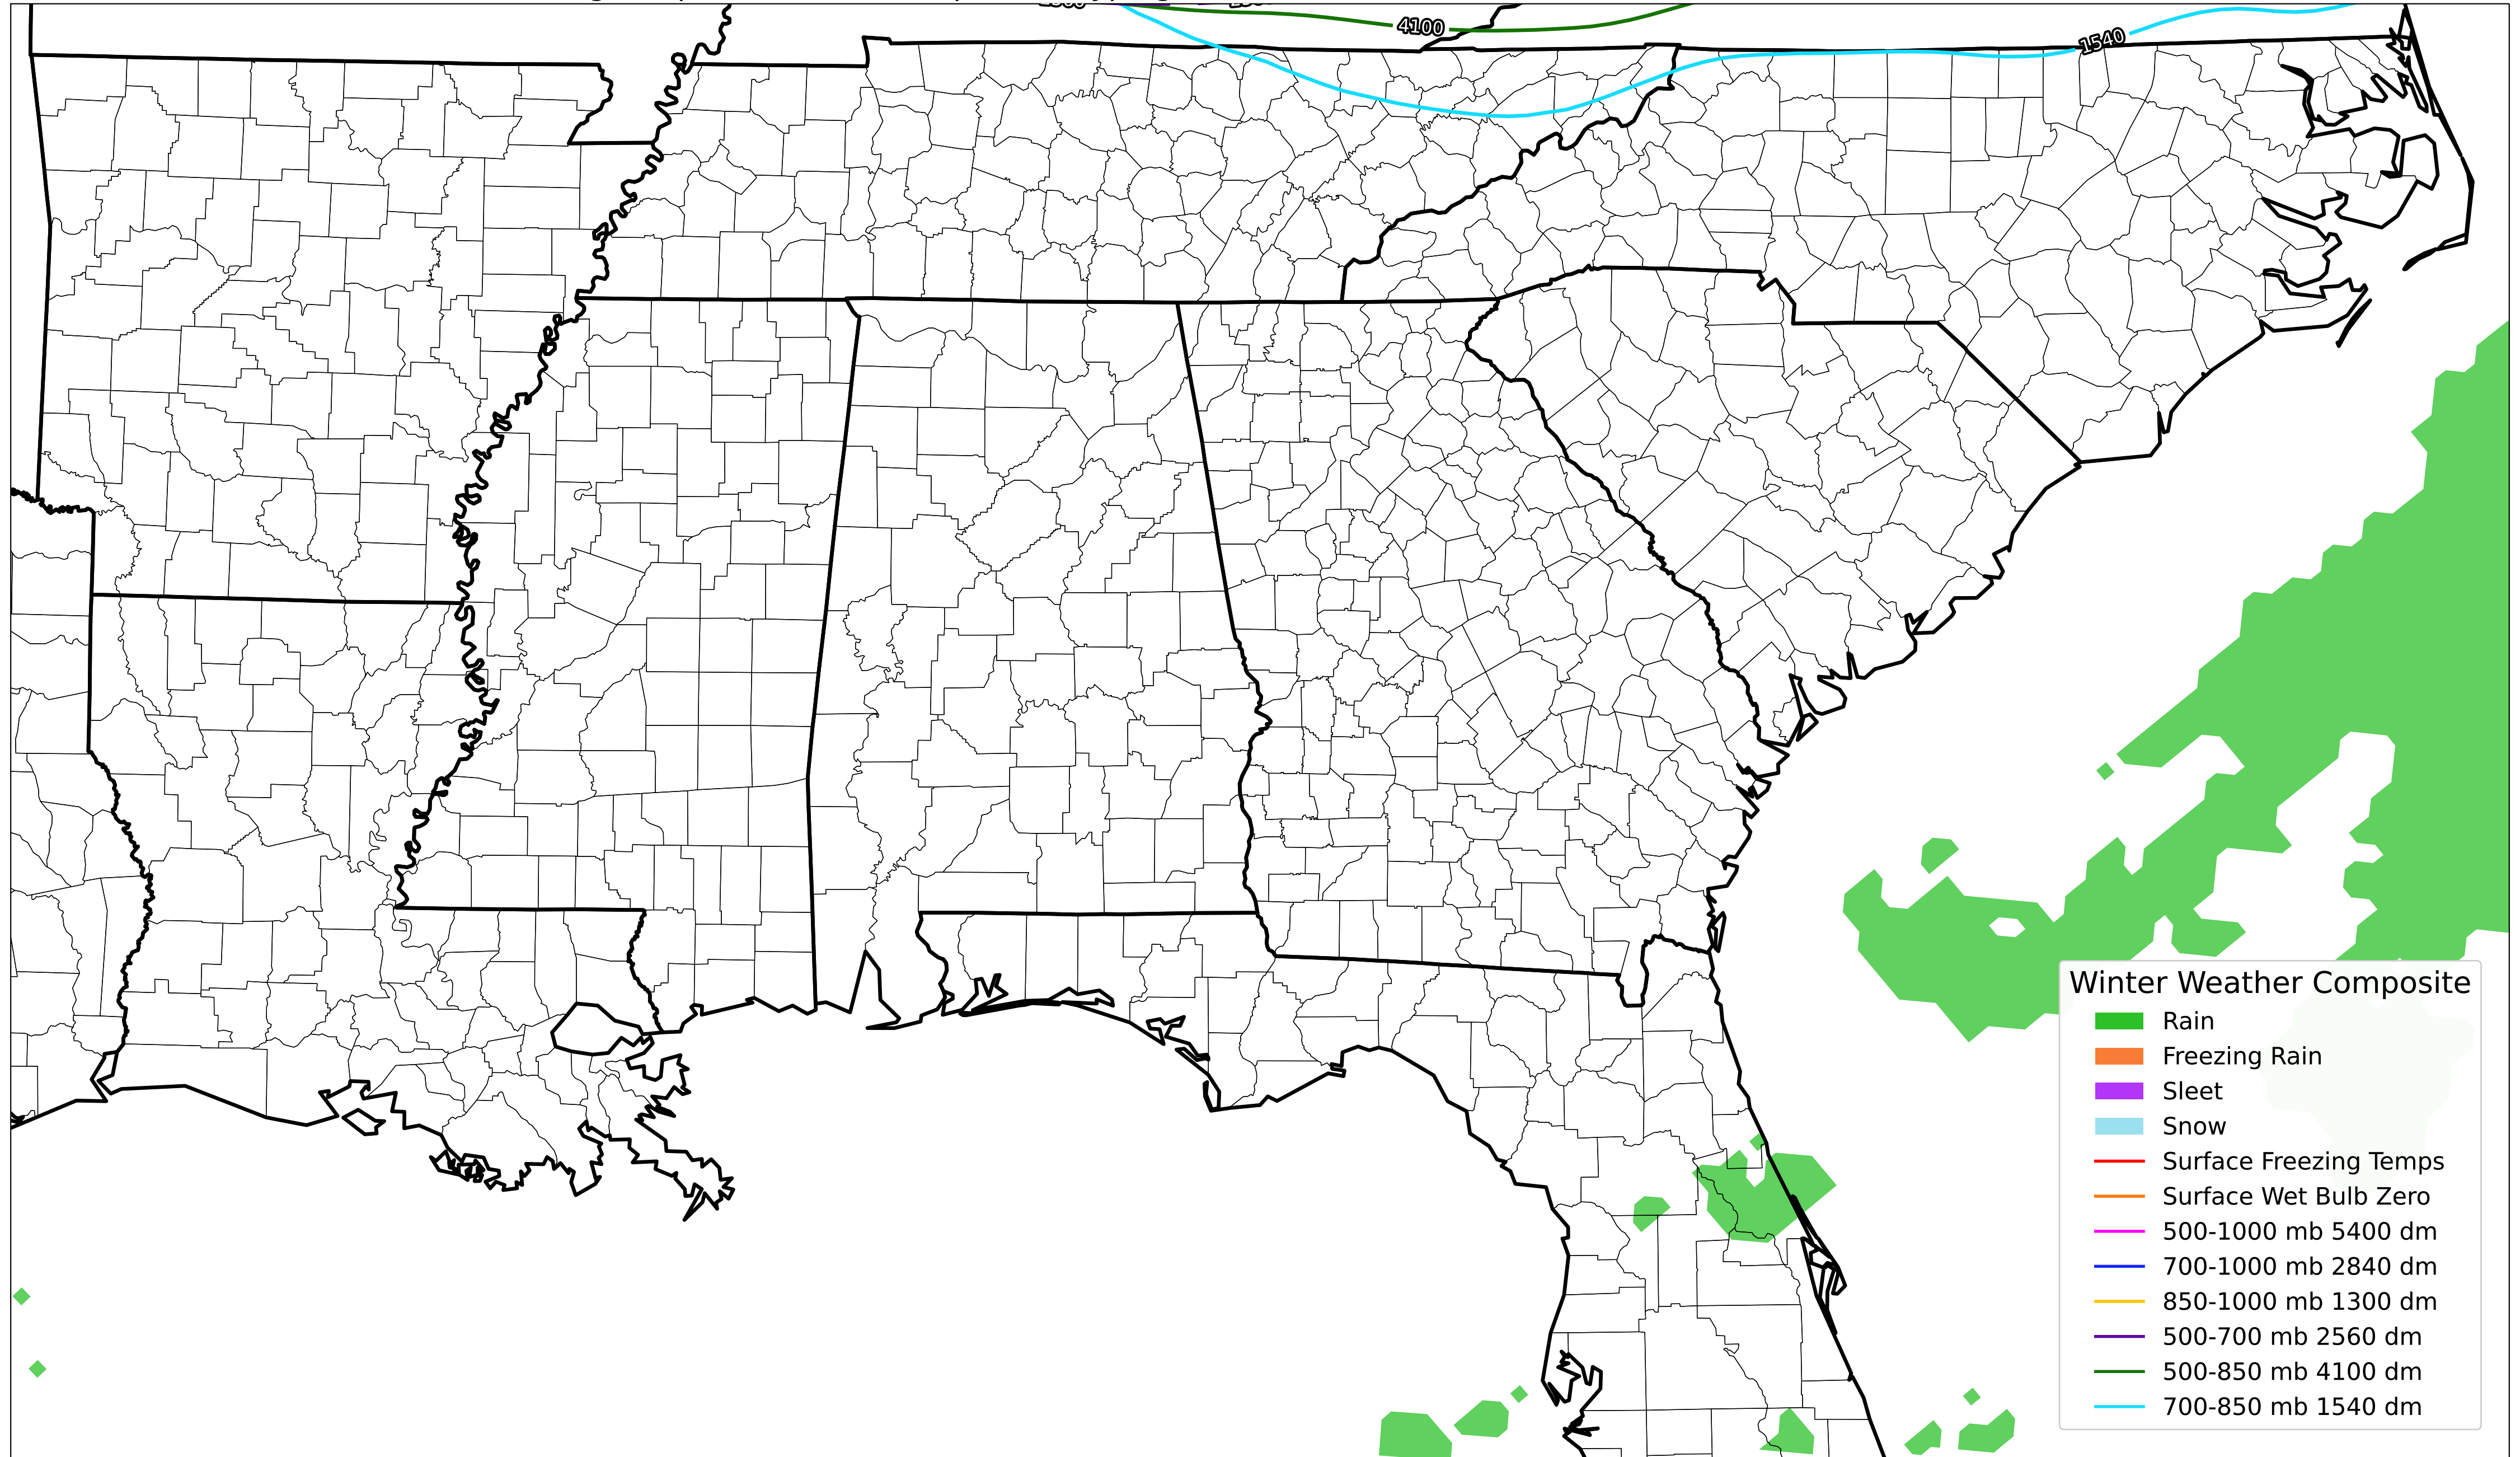 4100
1540
Winter Weather Composite
Rain
Freezing Rain
Sleet
Snow
Surface Freezing Temps
Surface Wet Bulb Zero
500-1000 mb 5400 dm
700-1000 mb 2840 dm
850-1000 mb 1300 dm
500-700 mb 2560 dm
500-850 mb 4100 dm
700-850 mb 1540 dm